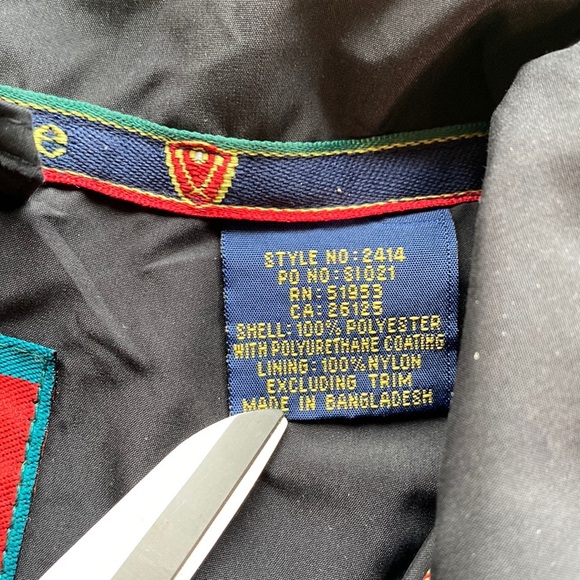 e
STYLE NO: 2414
PO NO: S1021
RN: 51953
CA: 26125
SHELL: 100% POLYESTER
WITH POLYURETHANE COATING
LINING: 100% NYLON
EXCLUDING TRIM
MADE IN BANGLADESH